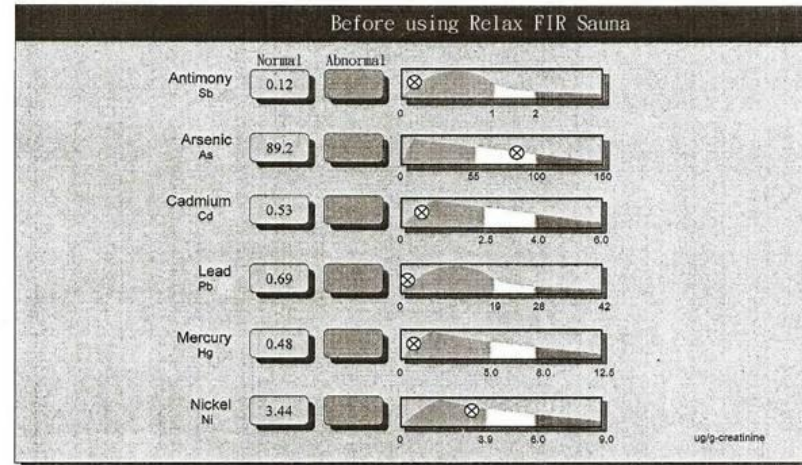 Before using Relax FIR Sauna
Normal Abnormal
Antimony
Sb
0.12
0 1 2
Arsenic
As
89.2
0 55 100 150
Cadmium
Cd
0.53
0 2.5 4.0 6.0
Lead
Pb
0.69
0 19 28 42
Mercury
Hg
0.48
0 5.0 8.0 12.5
Nickel
Ni
3.44
0 3.9 6.0 9.0
ug/g-creatinine